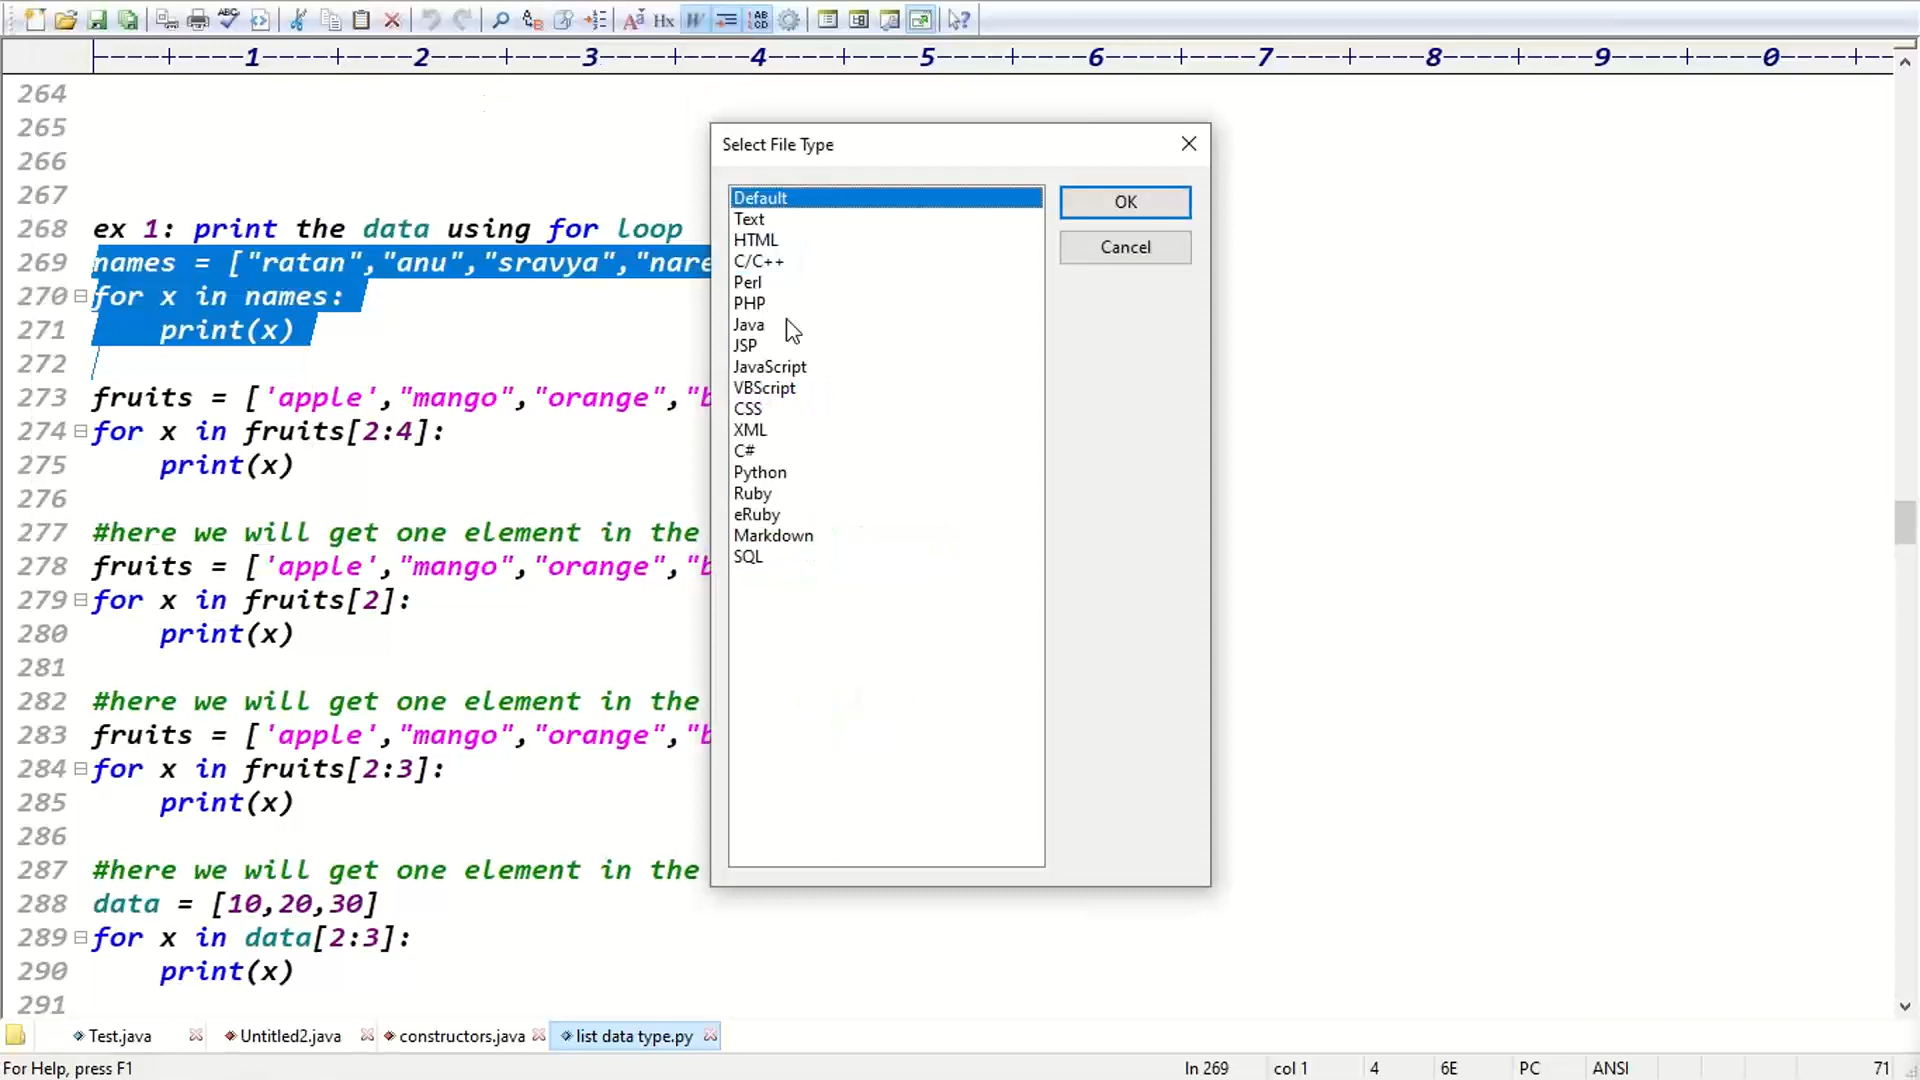 ----+----1----+----2----+----3----+----4----+----5----+----6----+----7----+----8----+----9----+----0----+--
264
265
266
267
268 ex 1: print the data using for loop
269 names = ["ratan","anu","sravya","nare
270 for x in names:
271 print(x)
272
273 fruits = ['apple',"mango","orange","b
274 for x in fruits[2:4]:
275 print(x)
276
277 #here we will get one element in the
278 fruits = ['apple',"mango","orange","b
279 for x in fruits[2]:
280 print(x)
281
282 #here we will get one element in the
283 fruits = ['apple',"mango","orange","b
284 for x in fruits[2:3]:
285 print(x)
286
287 #here we will get one element in the
288 data = [10,20,30]
289 for x in data[2:3]:
290 print(x)
291
Select File Type
Default
Text
HTML
C/C++
Perl
PHP
Java
JSP
JavaScript
VBScript
CSS
XML
C#
Python
Ruby
eRuby
Markdown
SQL
OK
Cancel
Test.java Untitled2.java constructors.java list data type.py
For Help, press F1 ln 269 col 1 4 6E PC ANSI 71